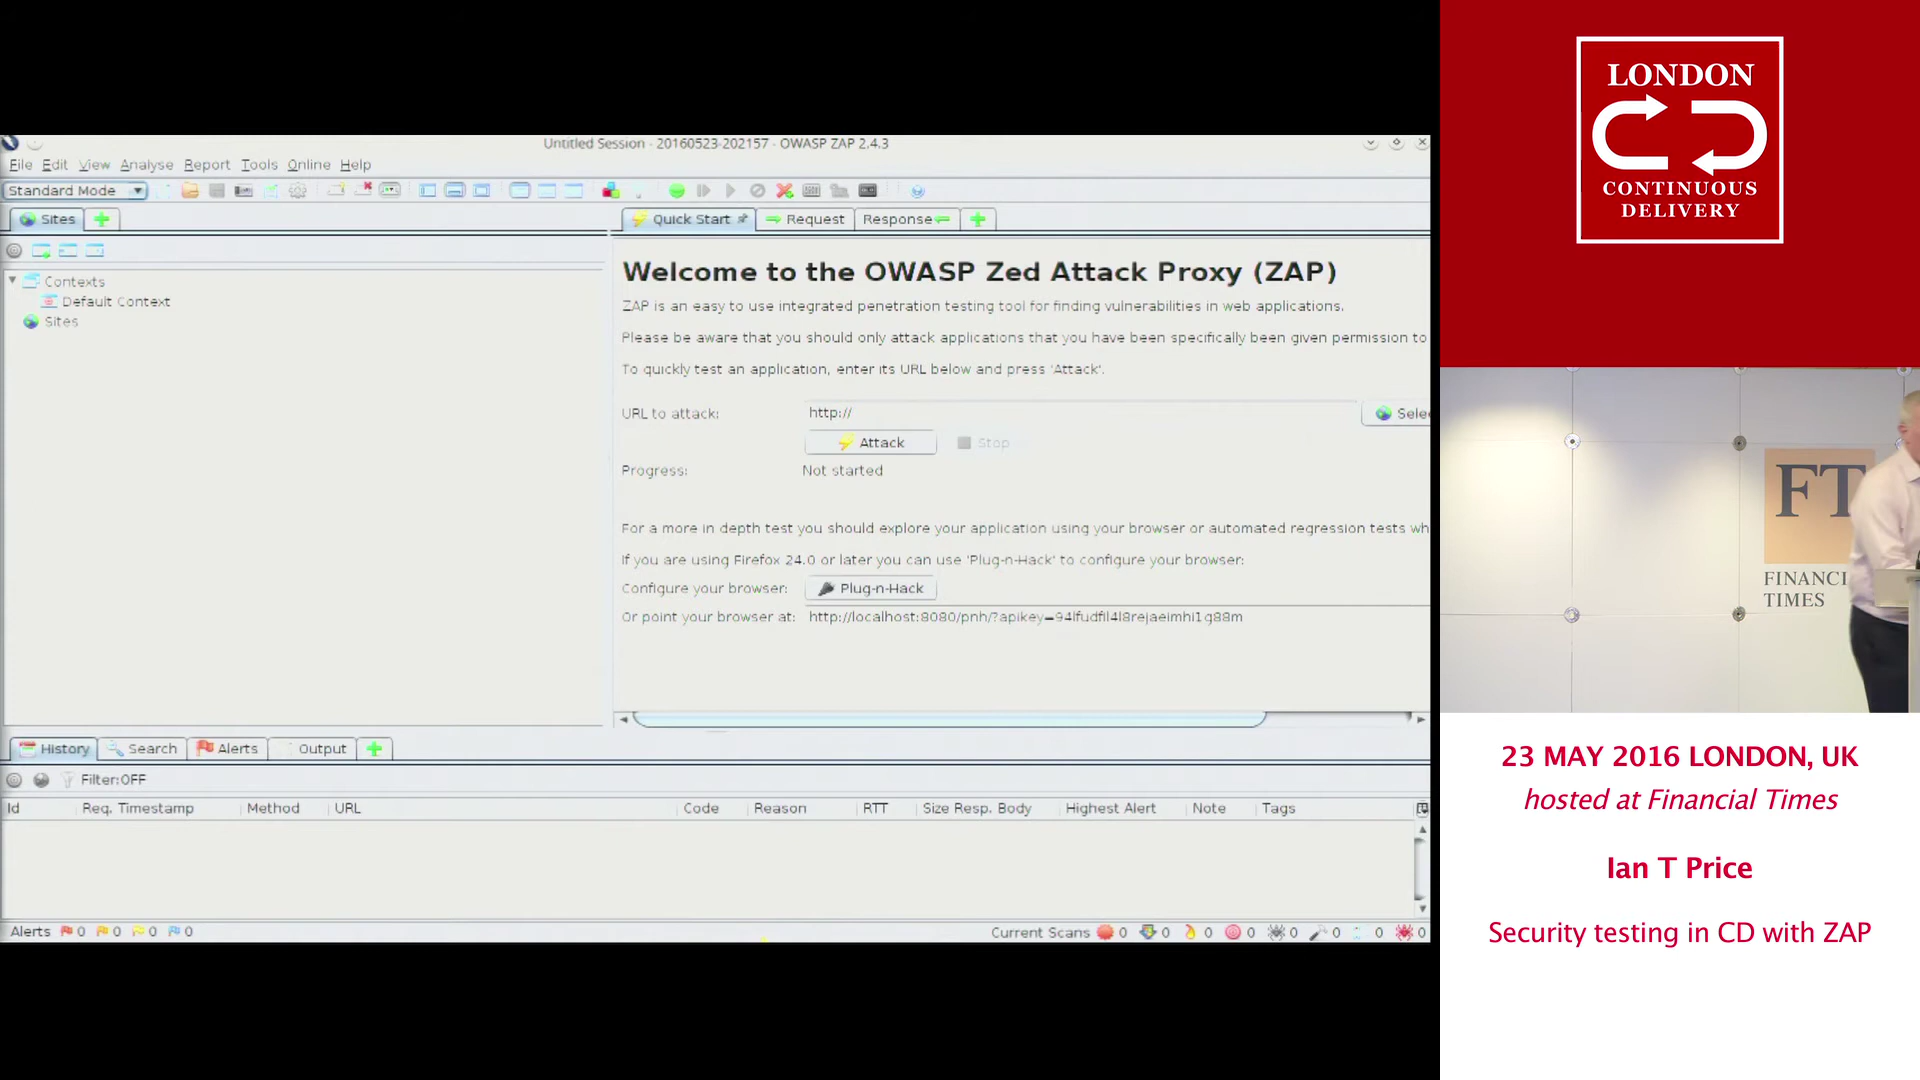 Untitled Session - 20160523-202157 - OWASP ZAP 2.4.3
File Edit View Analyse Report Tools Online Help
Standard Mode
Sites
Quick Start
Request
Response
Contexts
Default Context
Sites
Welcome to the OWASP Zed Attack Proxy (ZAP)
ZAP is an easy to use integrated penetration testing tool for finding vulnerabilities in web applications.
Please be aware that you should only attack applications that you have been specifically been given permission to
To quickly test an application, enter its URL below and press 'Attack'.
URL to attack: http://
Attack Stop
Progress: Not started
For a more in depth test you should explore your application using your browser or automated regression tests
If you are using Firefox 24.0 or later you can use 'Plug-n-Hack' to configure your browser:
Configure your browser: Plug-n-Hack
Or point your browser at:
History Search Alerts Output
Filter:OFF
Id Req. Timestamp Method URL Code Reason RTT Size Resp. Body Highest Alert Note Tags
Alerts 0 0 0 0 Current Scans 0 0 0 0 0 0 0 0
LONDON
CONTINUOUS
DELIVERY
FT
FINANCI
TIMES
23 MAY 2016 LONDON, UK
hosted at Financial Times
Ian T Price
Security testing in CD with ZAP